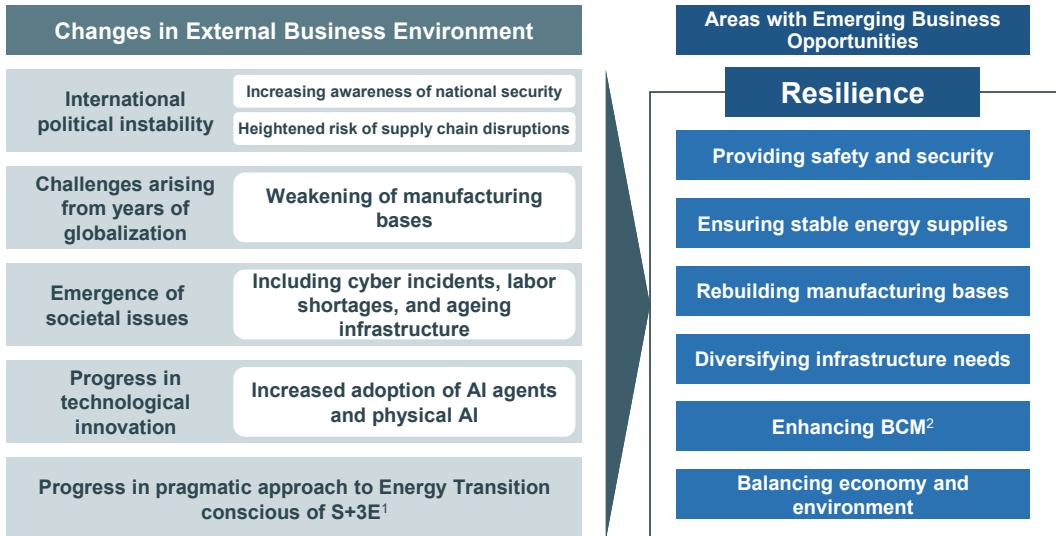 Changes in External Business Environment
International
political instability
Increasing awareness of national security
Heightened risk of supply chain disruptions
Challenges arising
from years of
globalization
Weakening of manufacturing
bases
Emergence of
societal issues
Including cyber incidents, labor
shortages, and ageing
infrastructure
Progress in
technological
innovation
Increased adoption of AI agents
and physical AI
Progress in pragmatic approach to Energy Transition
conscious of S+3E¹
Areas with Emerging Business
Opportunities
Resilience
Providing safety and security
Ensuring stable energy supplies
Rebuilding manufacturing bases
Diversifying infrastructure needs
Enhancing BCM²
Balancing economy and
environment